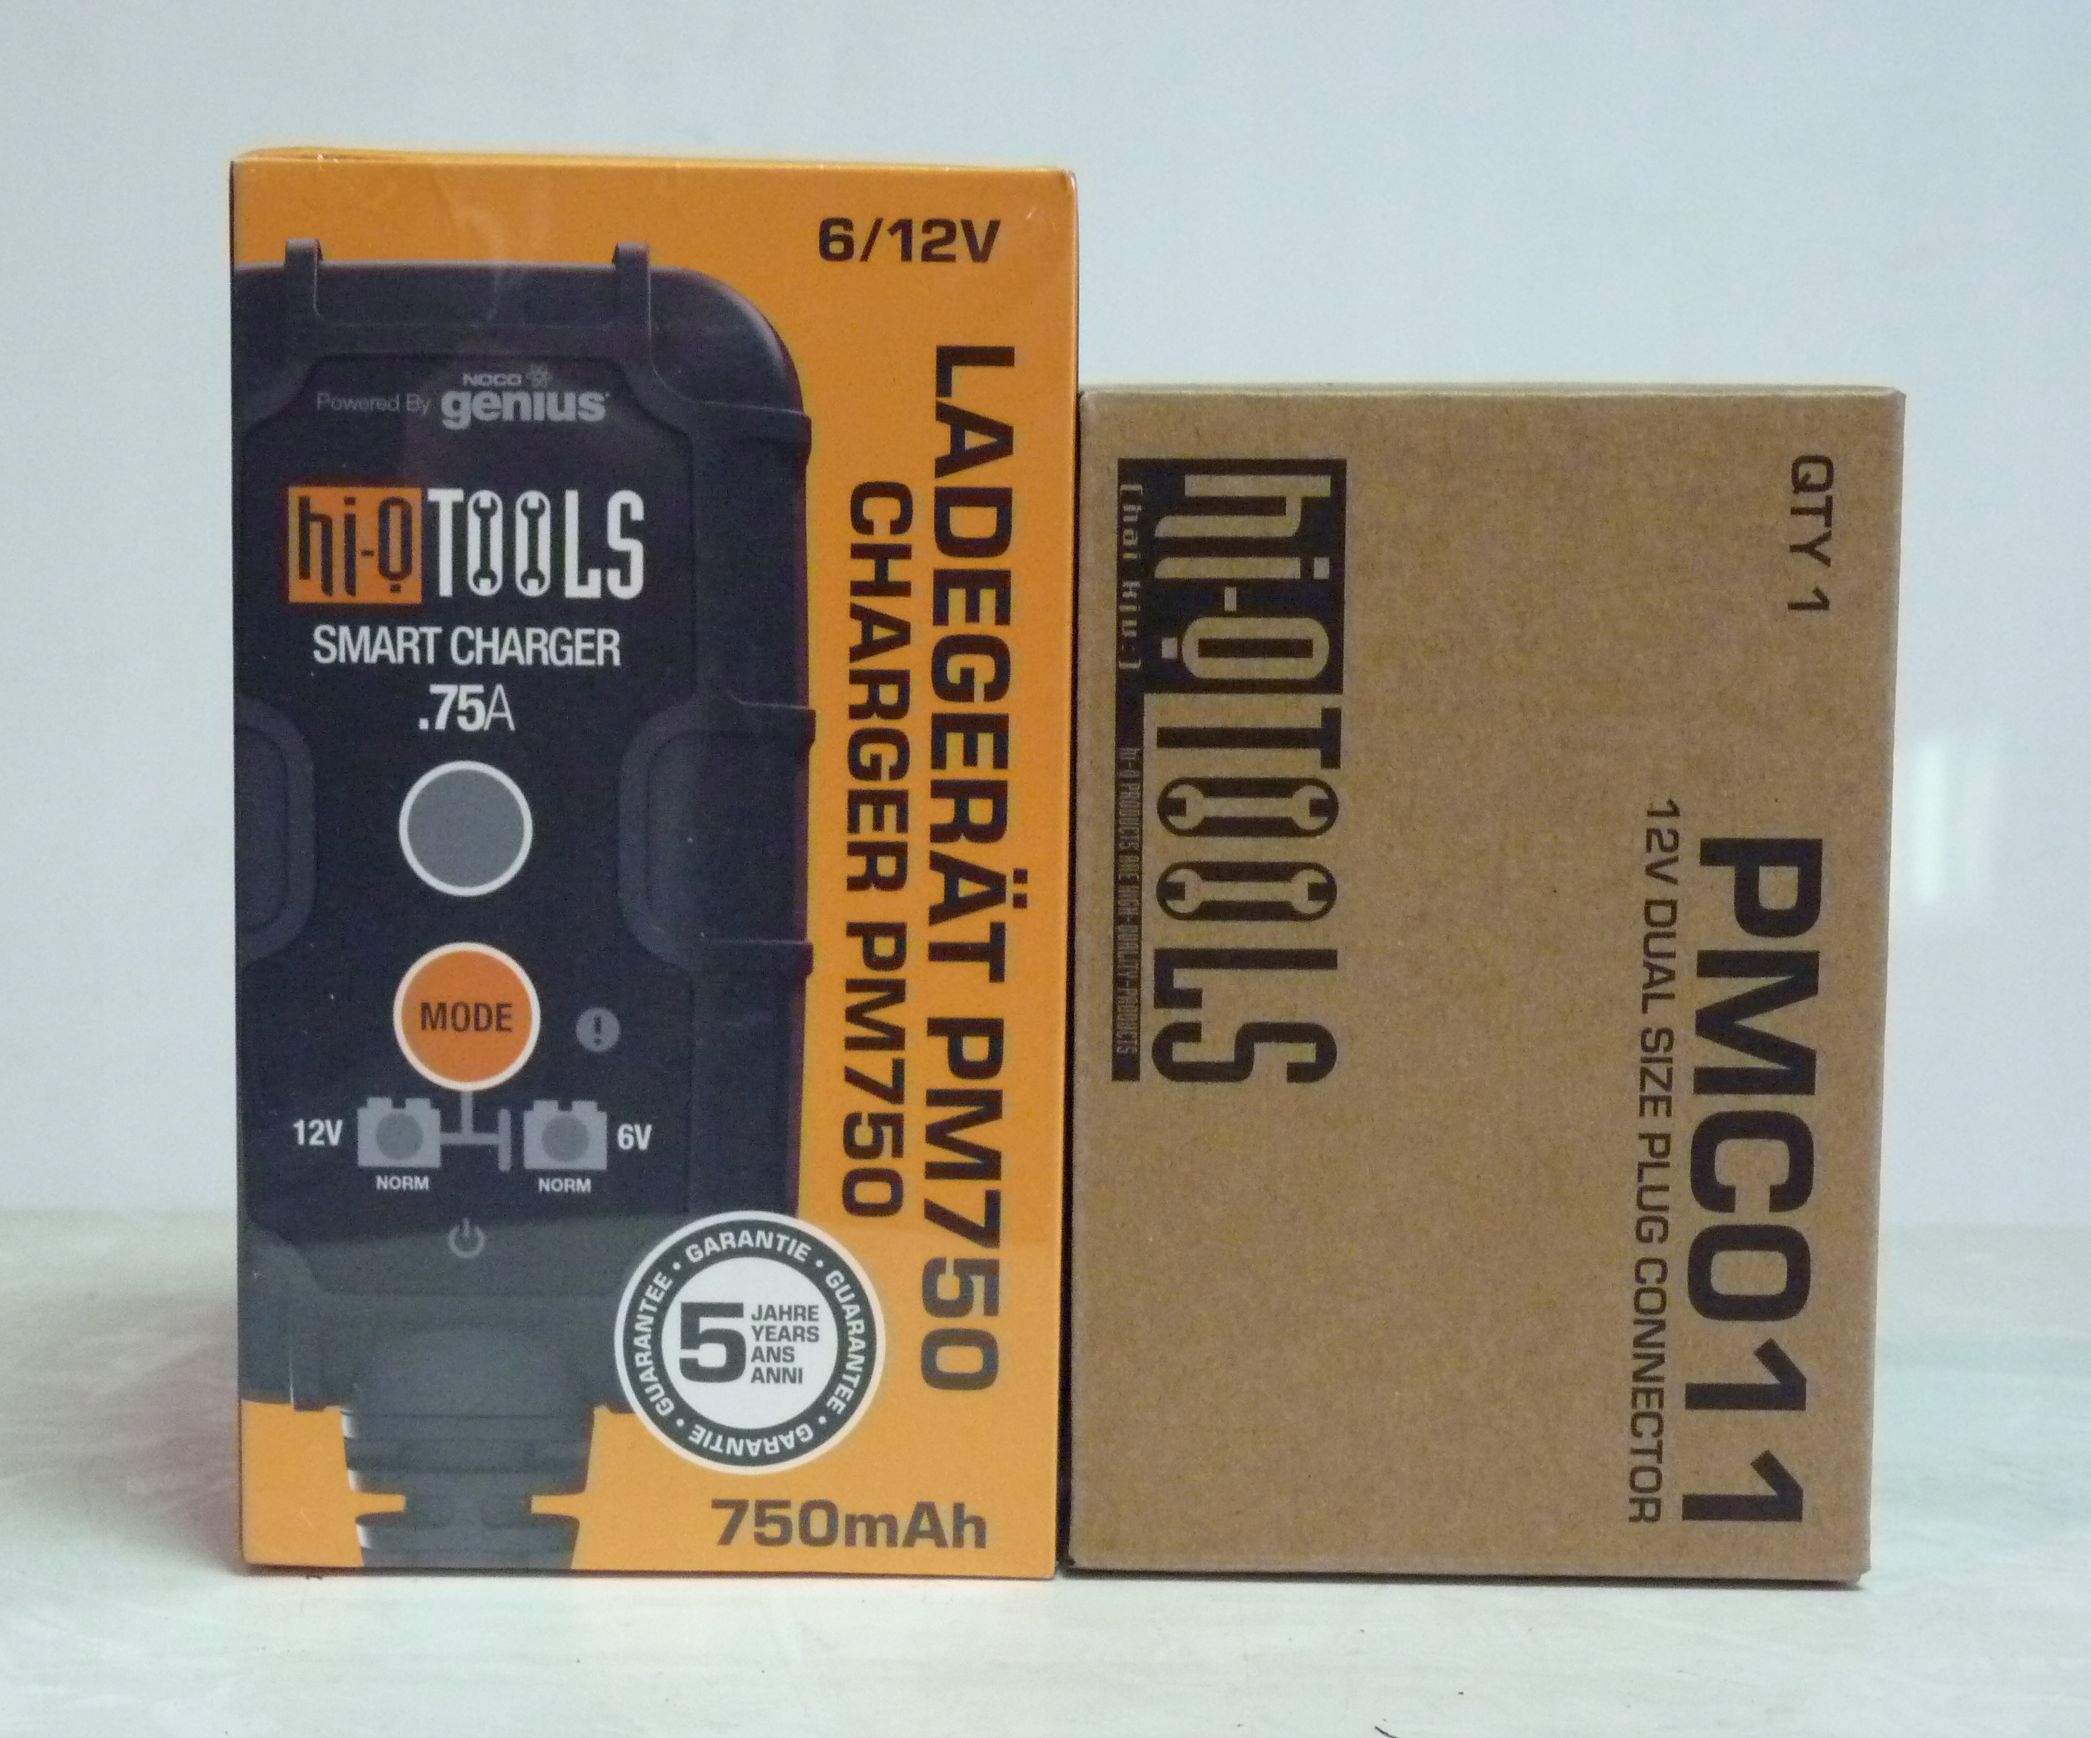 6/12V
NOCO
Powered By genius
hi-Q TOOLS
SMART CHARGER
.75A
MODE
12V
6V
NORM
NORM
LADEGERÄT PM750
CHARGER PM750
GARANTIE • GUARANTEE • GARANTIE • GUARANTEE •
5
JAHRE
YEARS
ANS
ANNI
750mAh
QTY 1
hi-Q TOOLS
[hai kju:]
hi-Q PRODUCTS ARE HIGH-QUALITY-PRODUCTS
PMC011
12V DUAL SIZE PLUG CONNECTOR